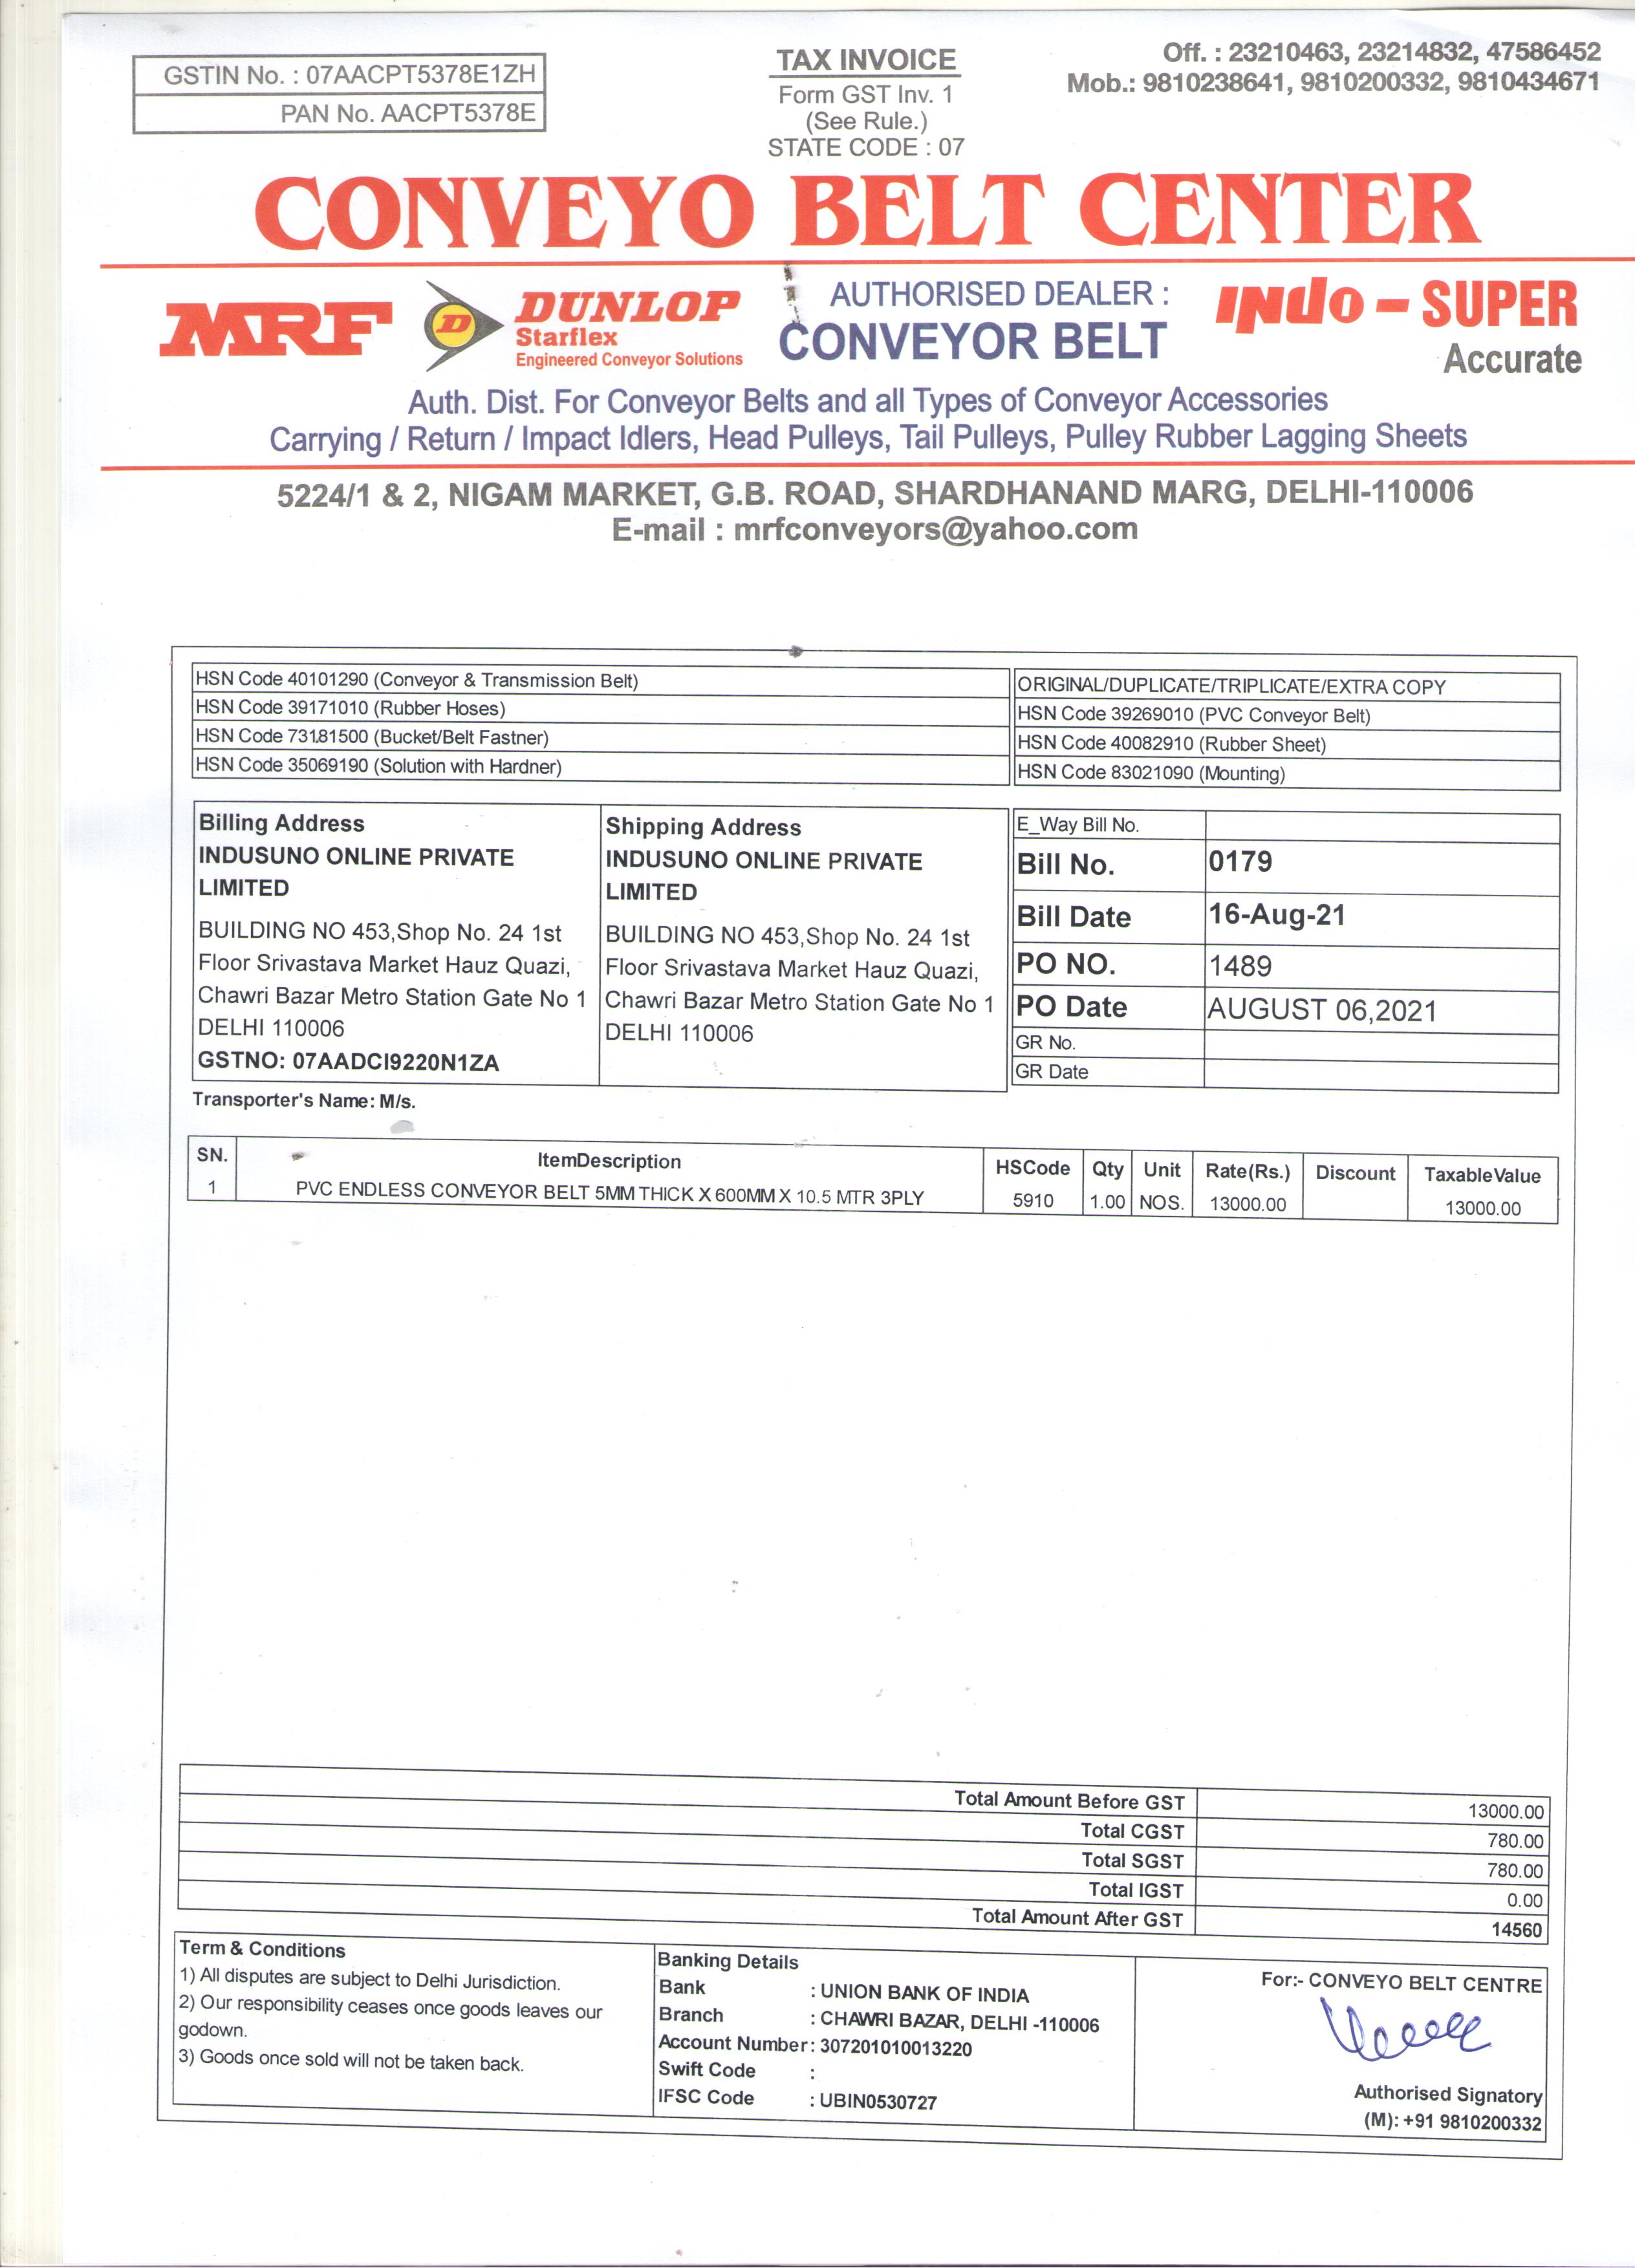 GSTIN No. : 07AACPT5378E1ZH
PAN No. AACPT5378E
TAX INVOICE
Form GST Inv. 1
(See Rule.)
STATE CODE : 07
Off. : 23210463, 23214832, 47586452
Mob.: 9810238641, 9810200332, 9810434671
CONVEYO BELT CENTER
MRF
D
DUNLOP
Starflex
Engineered Conveyor Solutions
AUTHORISED DEALER :
CONVEYOR BELT
INdo - SUPER
Accurate
Auth. Dist. For Conveyor Belts and all Types of Conveyor Accessories
Carrying / Return / Impact Idlers, Head Pulleys, Tail Pulleys, Pulley Rubber Lagging Sheets
5224/1 & 2, NIGAM MARKET, G.B. ROAD, SHARDHANAND MARG, DELHI-110006
E-mail : mrfconveyors@yahoo.com
HSN Code 40101290 (Conveyor & Transmission Belt)
HSN Code 39171010 (Rubber Hoses)
HSN Code 73181500 (Bucket/Belt Fastner)
HSN Code 35069190 (Solution with Hardner)
ORIGINAL/DUPLICATE/TRIPLICATE/EXTRA COPY
HSN Code 39269010 (PVC Conveyor Belt)
HSN Code 40082910 (Rubber Sheet)
HSN Code 83021090 (Mounting)
Billing Address
INDUSUNO ONLINE PRIVATE
LIMITED
BUILDING NO 453,Shop No. 24 1st
Floor Srivastava Market Hauz Quazi,
Chawri Bazar Metro Station Gate No 1
DELHI 110006
GSTNO: 07AADCI9220N1ZA
Shipping Address
INDUSUNO ONLINE PRIVATE
LIMITED
BUILDING NO 453,Shop No. 24 1st
Floor Srivastava Market Hauz Quazi,
Chawri Bazar Metro Station Gate No 1
DELHI 110006
E_Way Bill No.
Bill No. 0179
Bill Date 16-Aug-21
PO NO. 1489
PO Date AUGUST 06,2021
GR No.
GR Date
Transporter's Name: M/s.
SN. ItemDescription HSCode Qty Unit Rate(Rs.) Discount TaxableValue
1 PVC ENDLESS CONVEYOR BELT 5MM THICK X 600MM X 10.5 MTR 3PLY 5910 1.00 NOS. 13000.00 13000.00
Total Amount Before GST 13000.00
Total CGST 780.00
Total SGST 780.00
Total IGST 0.00
Total Amount After GST 14560
Term & Conditions
1) All disputes are subject to Delhi Jurisdiction.
2) Our responsibility ceases once goods leaves our
godown.
3) Goods once sold will not be taken back.
Banking Details
Bank : UNION BANK OF INDIA
Branch : CHAWRI BAZAR, DELHI -110006
Account Number: 307201010013220
Swift Code :
IFSC Code : UBIN0530727
For:- CONVEYO BELT CENTRE
Authorised Signatory
(M): +91 9810200332